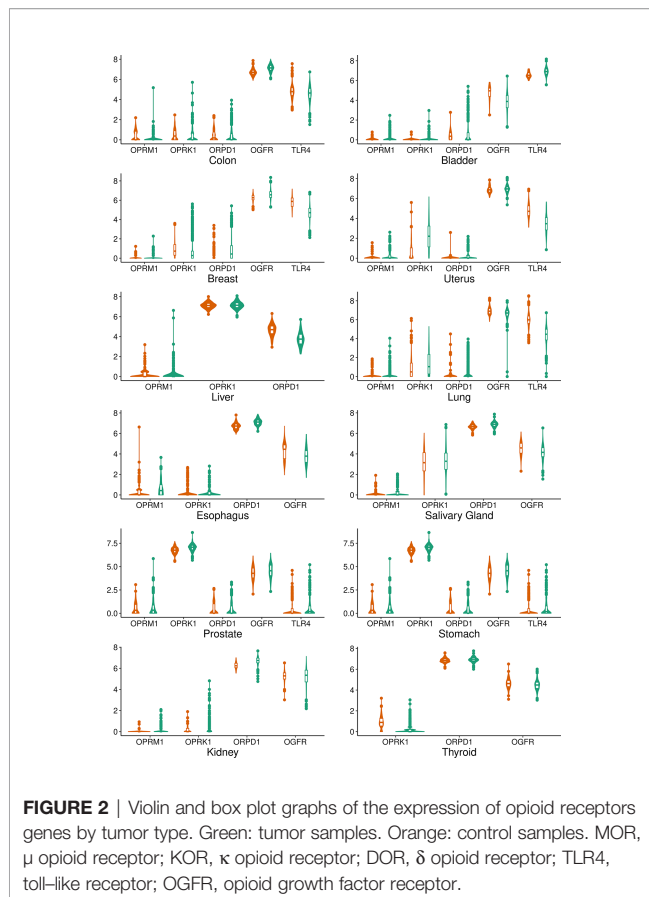 8
6
4
2
0
OPRM1 OPRK1 ORPD1 OGFR TLR4
Colon
8
6
4
2
0
OPRM1 OPRK1 ORPD1 OGFR TLR4
Bladder
8
6
4
2
0
OPRM1 OPRK1 ORPD1 OGFR TLR4
Breast
8
6
4
2
0
OPRM1 OPRK1 ORPD1 OGFR TLR4
Uterus
8
6
4
2
0
OPRM1 OPRK1 ORPD1
Liver
8
6
4
2
0
OPRM1 OPRK1 ORPD1 OGFR TLR4
Lung
8
6
4
2
0
OPRM1 OPRK1 ORPD1 OGFR
Esophagus
8
6
4
2
0
OPRM1 OPRK1 ORPD1 OGFR
Salivary Gland
7.5
5.0
2.5
0.0
OPRM1 OPRK1 ORPD1 OGFR TLR4
Prostate
7.5
5.0
2.5
0.0
OPRM1 OPRK1 ORPD1 OGFR TLR4
Stomach
8
6
4
2
0
OPRM1 OPRK1 ORPD1 OGFR
Kidney
8
6
4
2
0
OPRK1 ORPD1 OGFR
Thyroid
FIGURE 2 | Violin and box plot graphs of the expression of opioid receptors
genes by tumor type. Green: tumor samples. Orange: control samples. MOR,
μ opioid receptor; KOR, κ opioid receptor; DOR, δ opioid receptor; TLR4,
toll–like receptor; OGFR, opioid growth factor receptor.